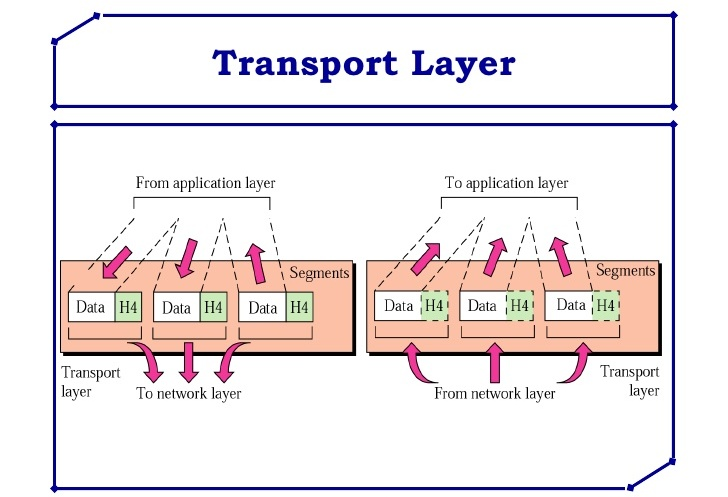 Transport Layer
From application layer
Segments
Data H4 Data H4 Data H4
Transport
layer
To network layer
To application layer
Segments
Data H4 Data H4 Data H4
From network layer
Transport
layer